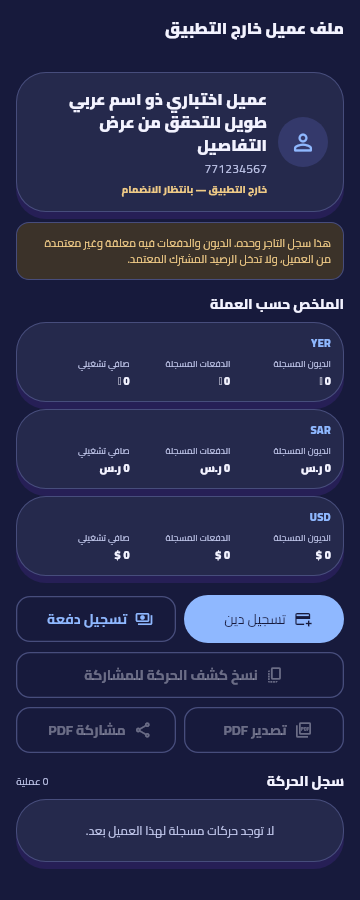 ملف عميل خارج التطبيق
عميل اختباري ذو اسم عربي
طويل للتحقق من عرض
التفاصيل
771234567
خارج التطبيق — بانتظار الانضمام
هذا سجل التاجر وحده. الديون والدفعات فيه معلقة وغير معتمدة
من العميل، ولا تدخل الرصيد المشترك المعتمد.
الملخص حسب العملة
YER
الديون المسجلة الدفعات المسجلة صافي تشغيلي
0 0 0
SAR
الديون المسجلة الدفعات المسجلة صافي تشغيلي
0 ر.س 0 ر.س 0 ر.س
USD
الديون المسجلة الدفعات المسجلة صافي تشغيلي
0 $ 0 $ 0 $
تسجيل دين تسجيل دفعة
نسخ كشف الحركة للمشاركة
تصدير PDF مشاركة PDF
سجل الحركة 0 عملية
لا توجد حركات مسجلة لهذا العميل بعد.